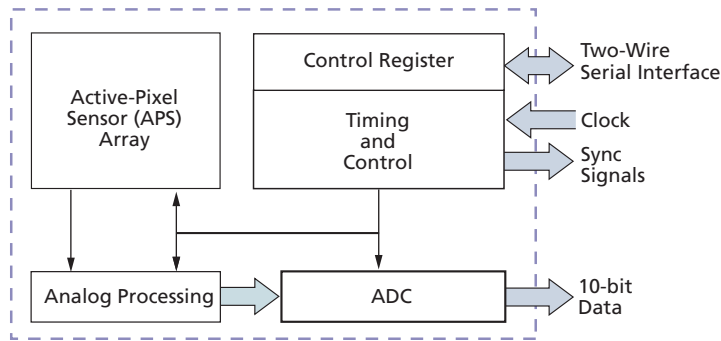 Active-Pixel
Sensor (APS)
Array
Control Register
Timing
and
Control
Two-Wire
Serial Interface
Clock
Sync
Signals
Analog Processing
ADC
10-bit
Data